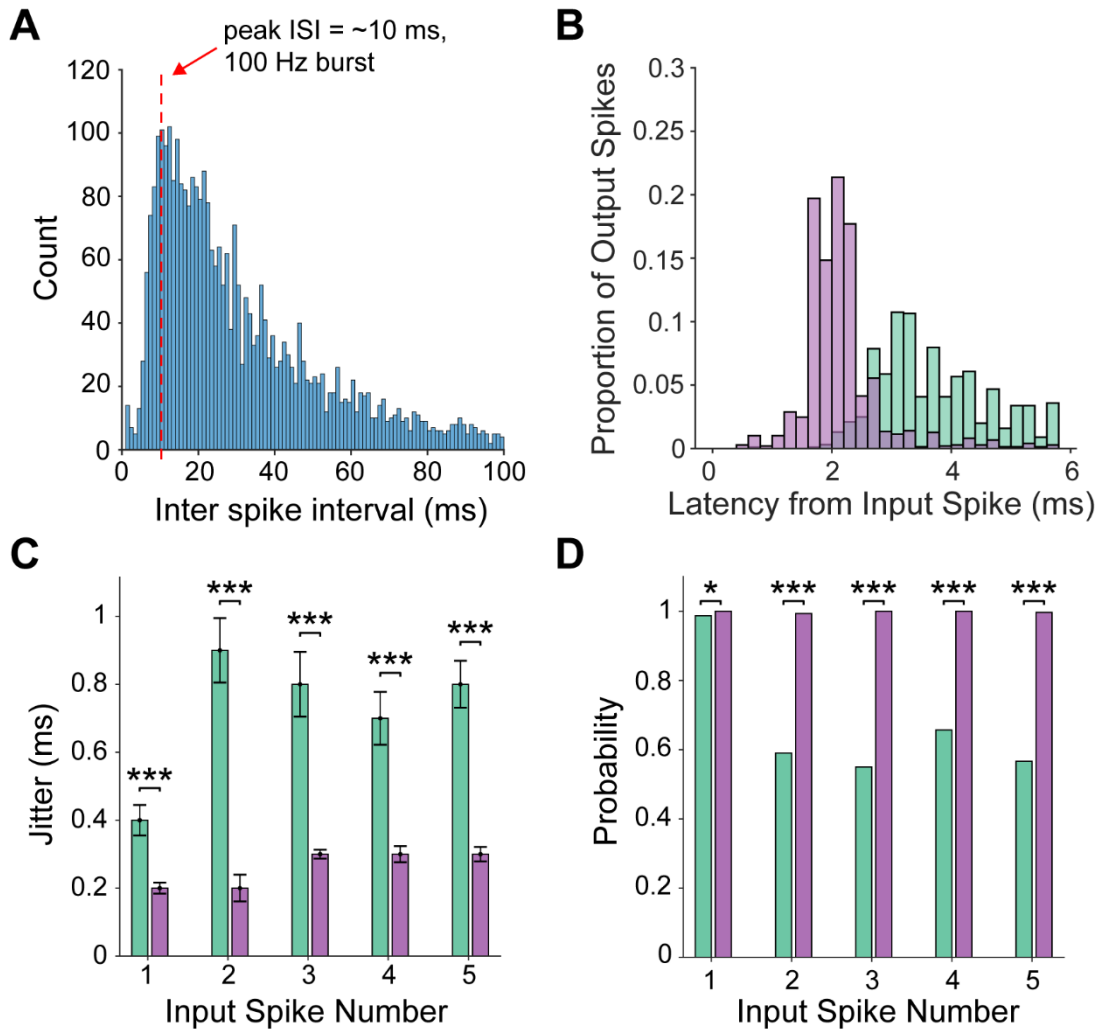 A
peak ISI = ~10 ms,
100 Hz burst
120
100
80
60
40
20
0
Count
0 20 40 60 80 100
Inter spike interval (ms)
B
0.3
0.25
0.2
0.15
0.1
0.05
0
Proportion of Output Spikes
0 2 4 6
Latency from Input Spike (ms)
C
1
0.8
0.6
0.4
0.2
0
Jitter (ms)
*** *** *** *** ***
1 2 3 4 5
Input Spike Number
D
1
0.8
0.6
0.4
0.2
0
Probability
* *** *** *** ***
1 2 3 4 5
Input Spike Number